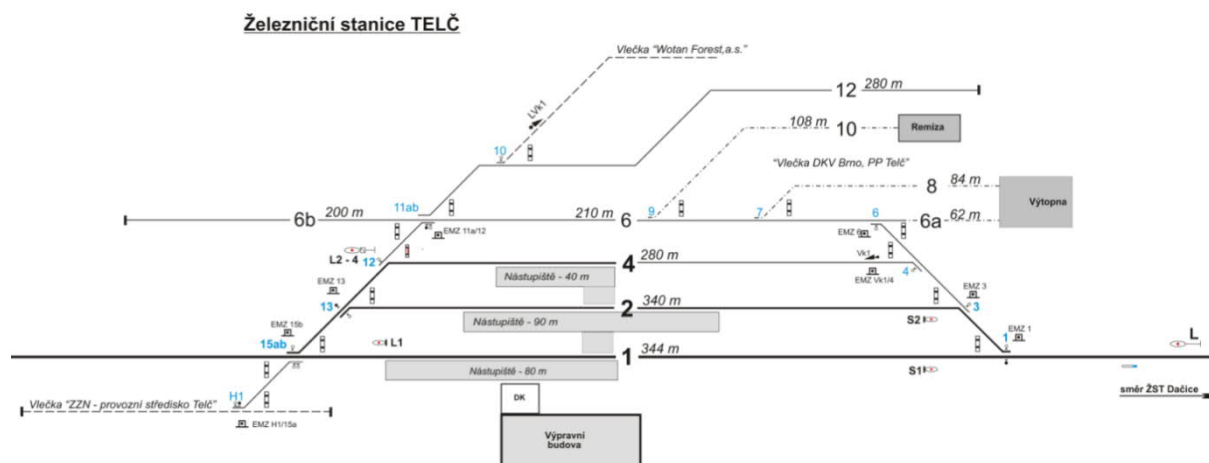 Železniční stanice TELČ
Vlečka "Wotan Forest,a.s."
LVk1
12 280 m
108 m 10 Remíza
10
"Vlečka DKV Brno, PP Telč"
8 84 m
Výtopna
11ab
6b 200 m
210 m 6
9
7
6
6a 62 m
EMZ 11a/12
EMZ 6
L2 - 4
12
4 280 m
Vk1
4
EMZ Vk1/4
Nástupiště - 40 m
EMZ 13
13
2 340 m
EMZ 3
3
Nástupiště - 90 m
S2
EMZ 15b
15ab
L1
1
EMZ 1
L
1 344 m
Nástupiště - 80 m
S1
směr ŽST Dačice
H1
Vlečka "ZZN - provozní středisko Telč"
EMZ H1/15a
DK
Výpravní
budova